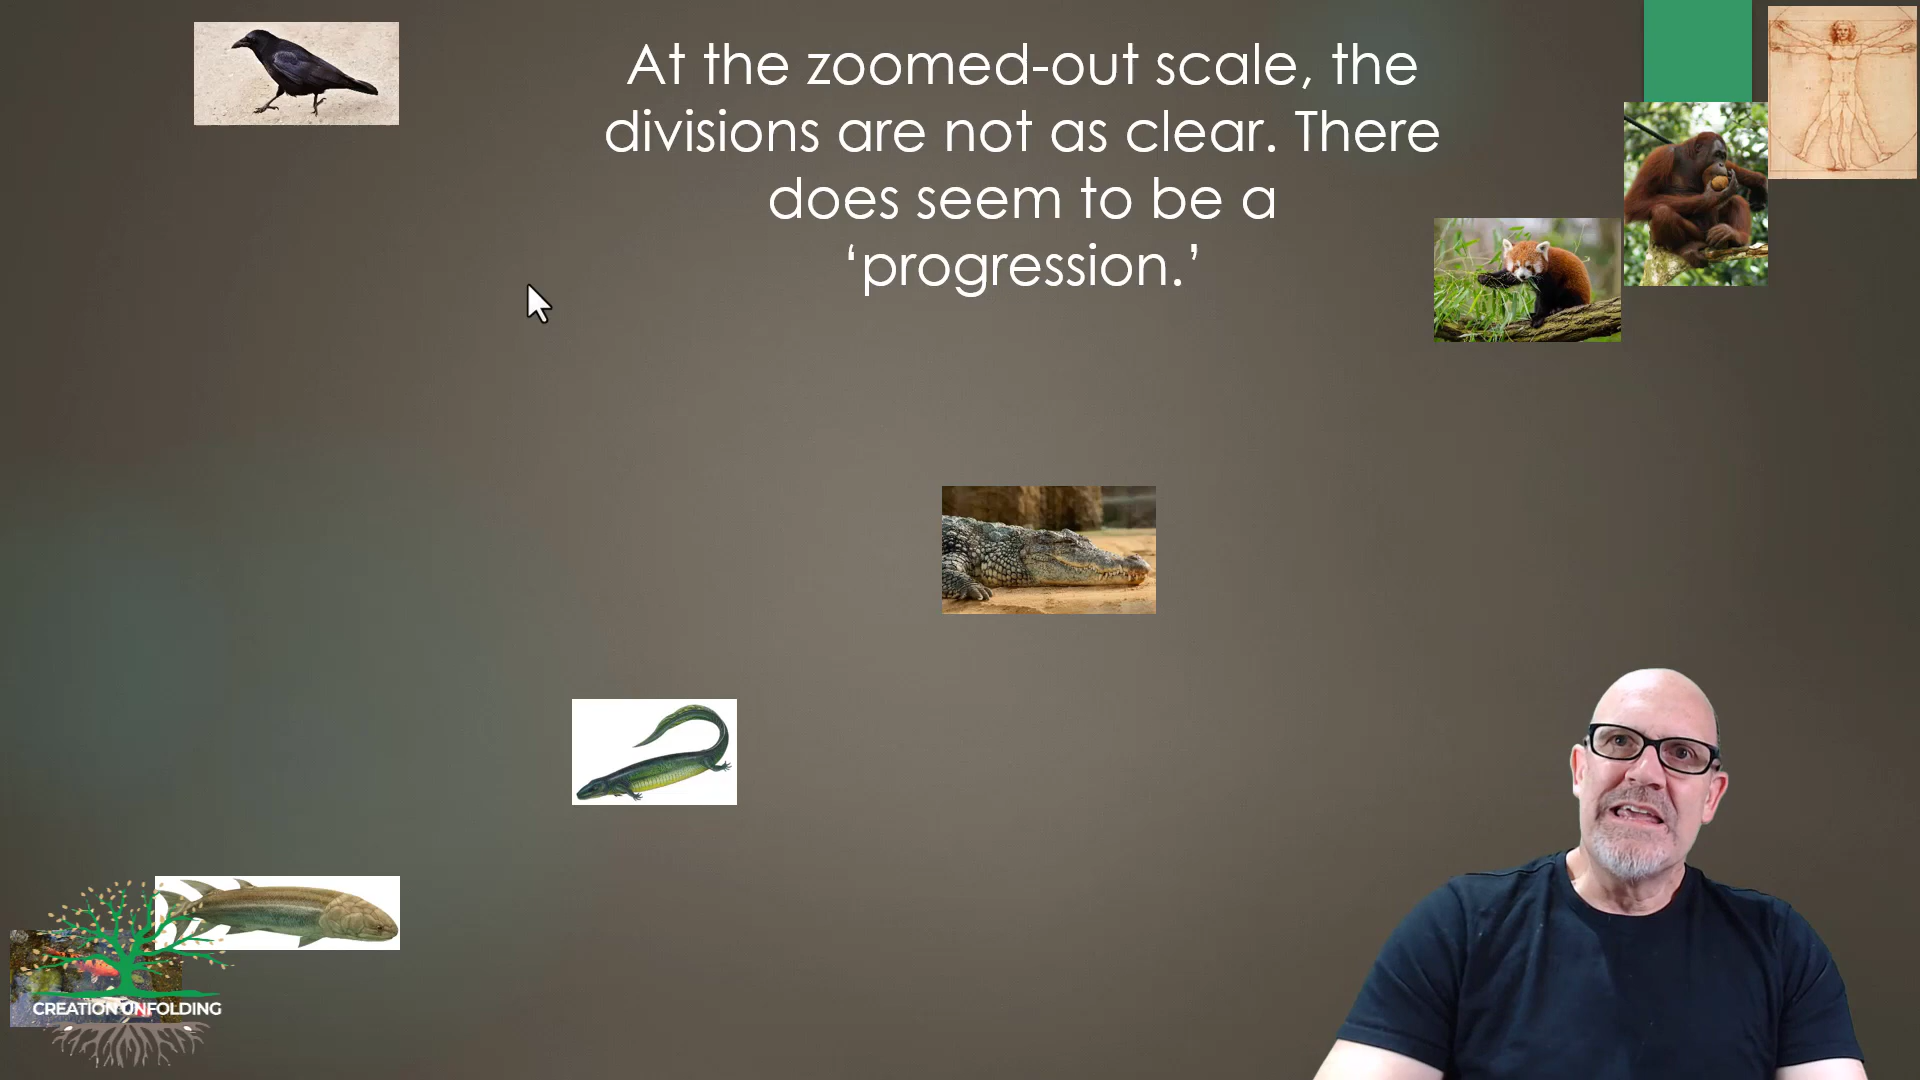 At the zoomed-out scale, the
divisions are not as clear. There
does seem to be a
‘progression.’
CREATION UNFOLDING